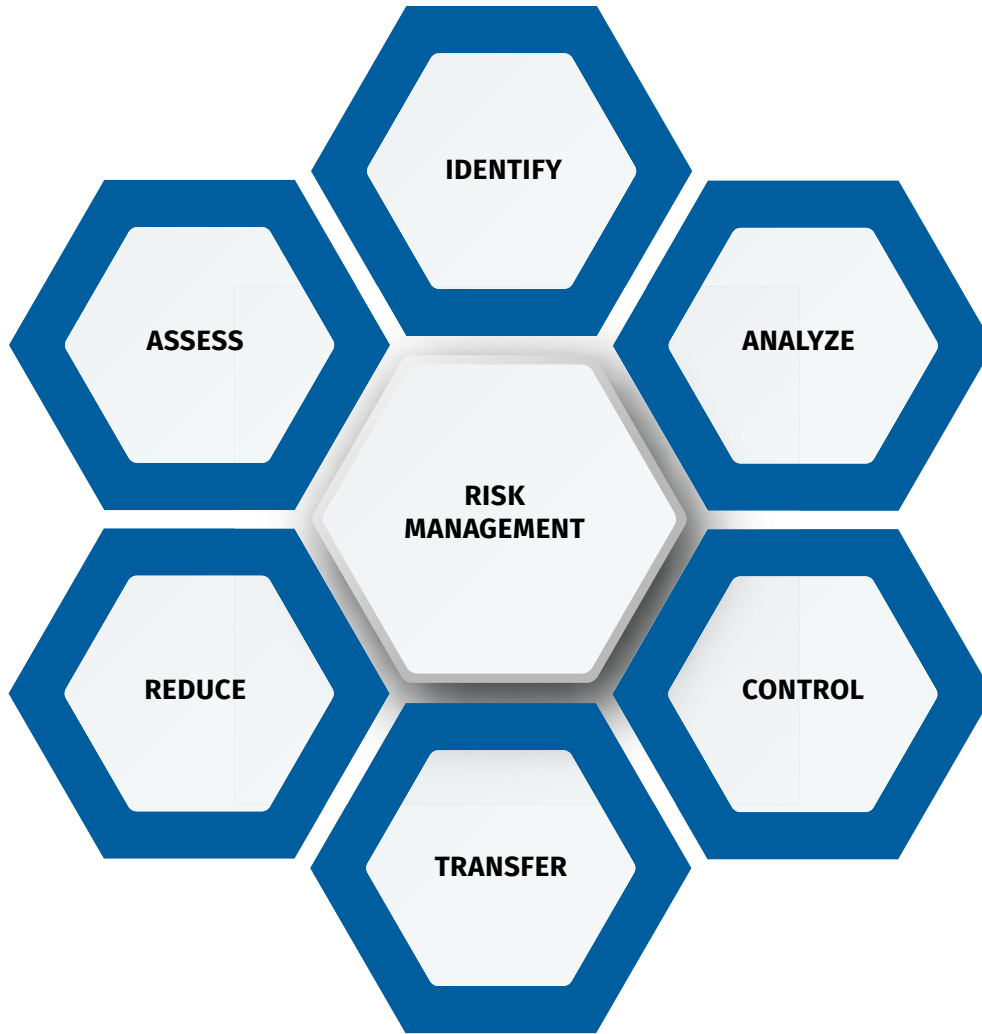 IDENTIFY
ASSESS
ANALYZE
RISK
MANAGEMENT
REDUCE
CONTROL
TRANSFER